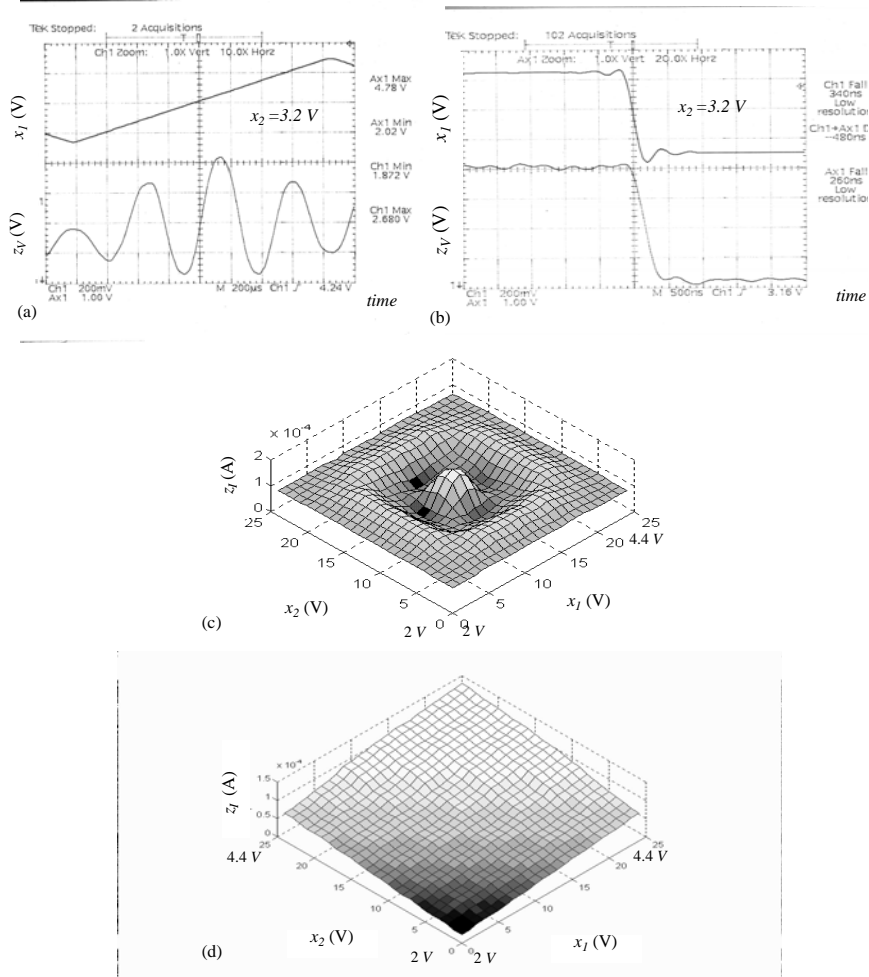 Tek Stopped: 2 Acquisitions
Ch1 Zoom: 1.0X Vert 10.0X Horz
x1 (V)
x2 =3.2 V
Ax1 Max
4.78 V
Ax1 Min
2.02 V
Ch1 Min
1.872 V
Ch1 Max
2.680 V
zV (V)
Ch1 200mV
M 200µs Ch1
4.24 V
Ax1 1.00 V
time
(a)
Tek Stopped: 102 Acquisitions
Ax1 Zoom: 1.0X Vert 20.0X Horz
x1 (V)
x2 =3.2 V
Ch1 Fall
340ns
Low
resolution
Ch1→Ax1 D
-480ns
Ax1 Fall
260ns
Low
resolution
zV (V)
Ch1 200mV
M 500ns Ch1
3.16 V
Ax1 1.00 V
time
(b)
× 10-4
zI (A)
2
1
0
25
20
15
10
5
0
x2 (V)
2 V
0
2 V
5
10
15
20
25
4.4 V
x1 (V)
(c)
x 10-4
zI (A)
1.5
1
0.5
0
25
4.4 V
20
15
10
5
0
x2 (V)
2 V
0
2 V
5
10
15
20
25
4.4 V
x1 (V)
(d)